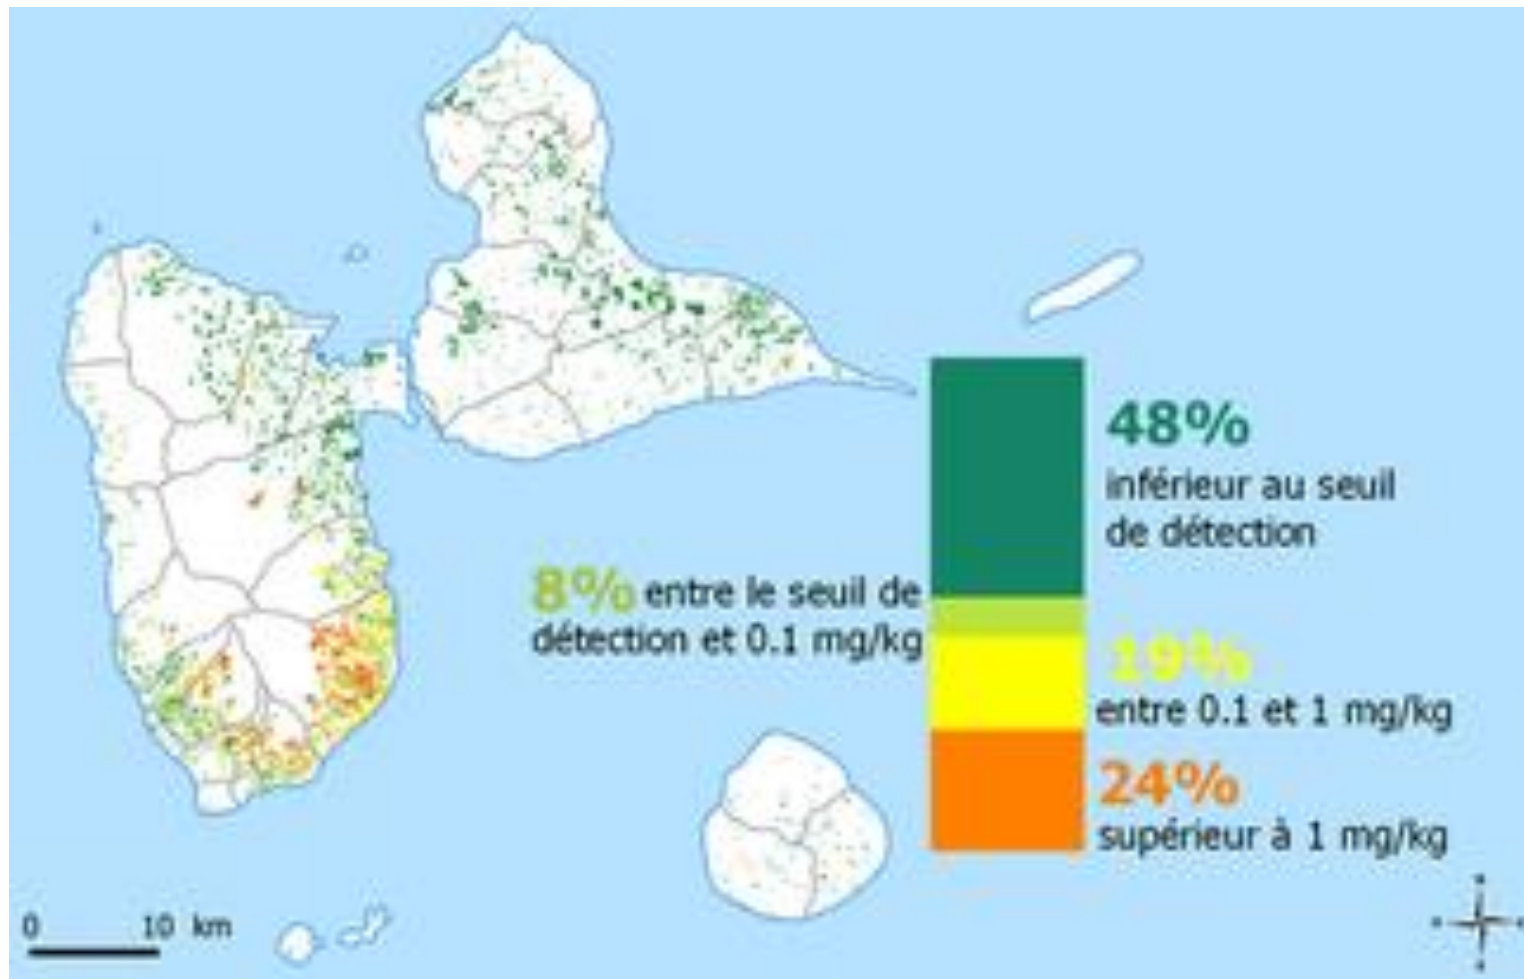 48%
inférieur au seuil
de détection
8% entre le seuil de
détection et 0.1 mg/kg
19%
entre 0.1 et 1 mg/kg
24%
supérieur à 1 mg/kg
0 10 km